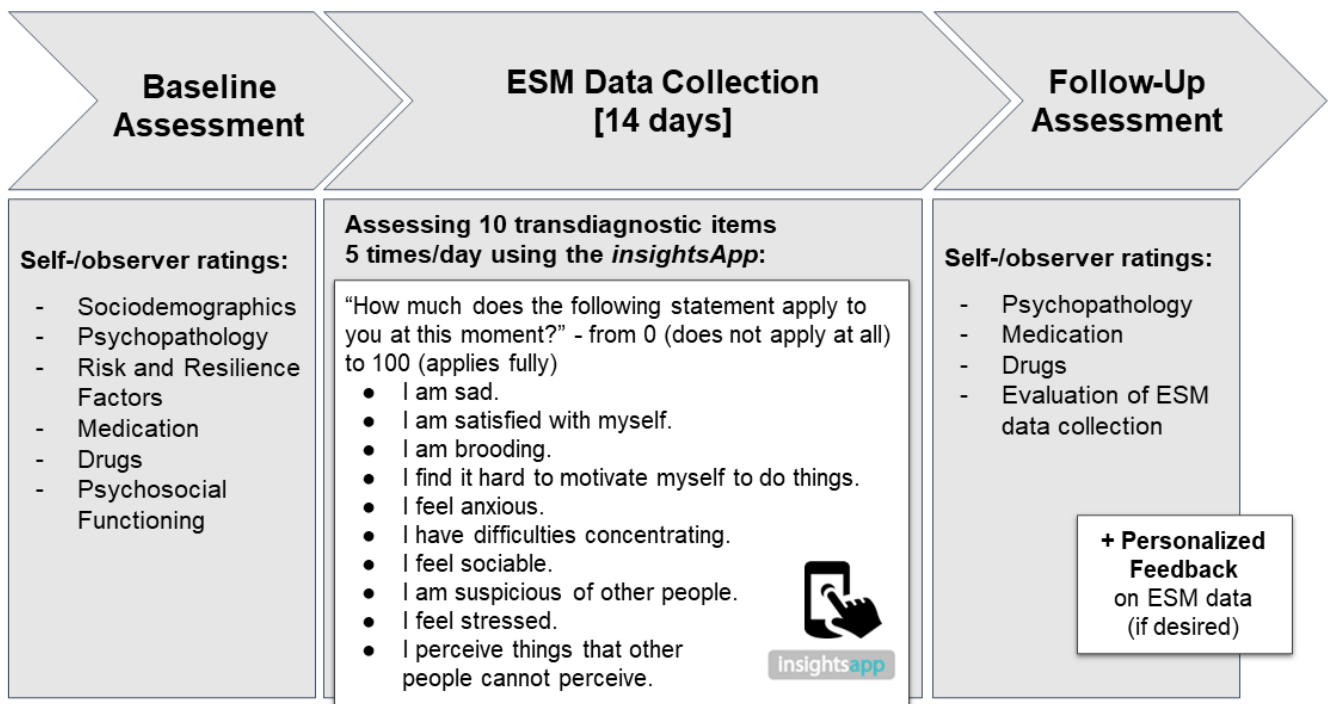 Baseline
Assessment
ESM Data Collection
[14 days]
Follow-Up
Assessment
Self-/observer ratings:
- Sociodemographics
- Psychopathology
- Risk and Resilience
Factors
- Medication
- Drugs
- Psychosocial
Functioning
Assessing 10 transdiagnostic items
5 times/day using the insightsApp:
“How much does the following statement apply to
you at this moment?” - from 0 (does not apply at all)
to 100 (applies fully)
● I am sad.
● I am satisfied with myself.
● I am brooding.
● I find it hard to motivate myself to do things.
● I feel anxious.
● I have difficulties concentrating.
● I feel sociable.
● I am suspicious of other people.
● I feel stressed.
● I perceive things that other
people cannot perceive.
insightsapp
Self-/observer ratings:
- Psychopathology
- Medication
- Drugs
- Evaluation of ESM
data collection
+ Personalized
Feedback
on ESM data
(if desired)